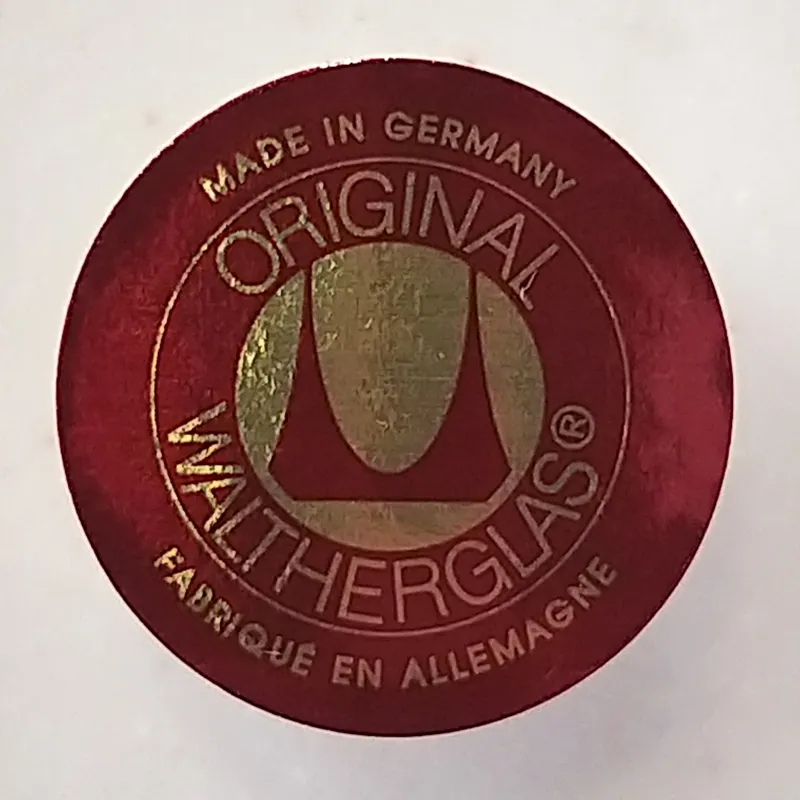 MADE IN GERMANY
ORIGINAL
WALTHERGLAS®
FABRIQUÉ EN ALLEMAGNE